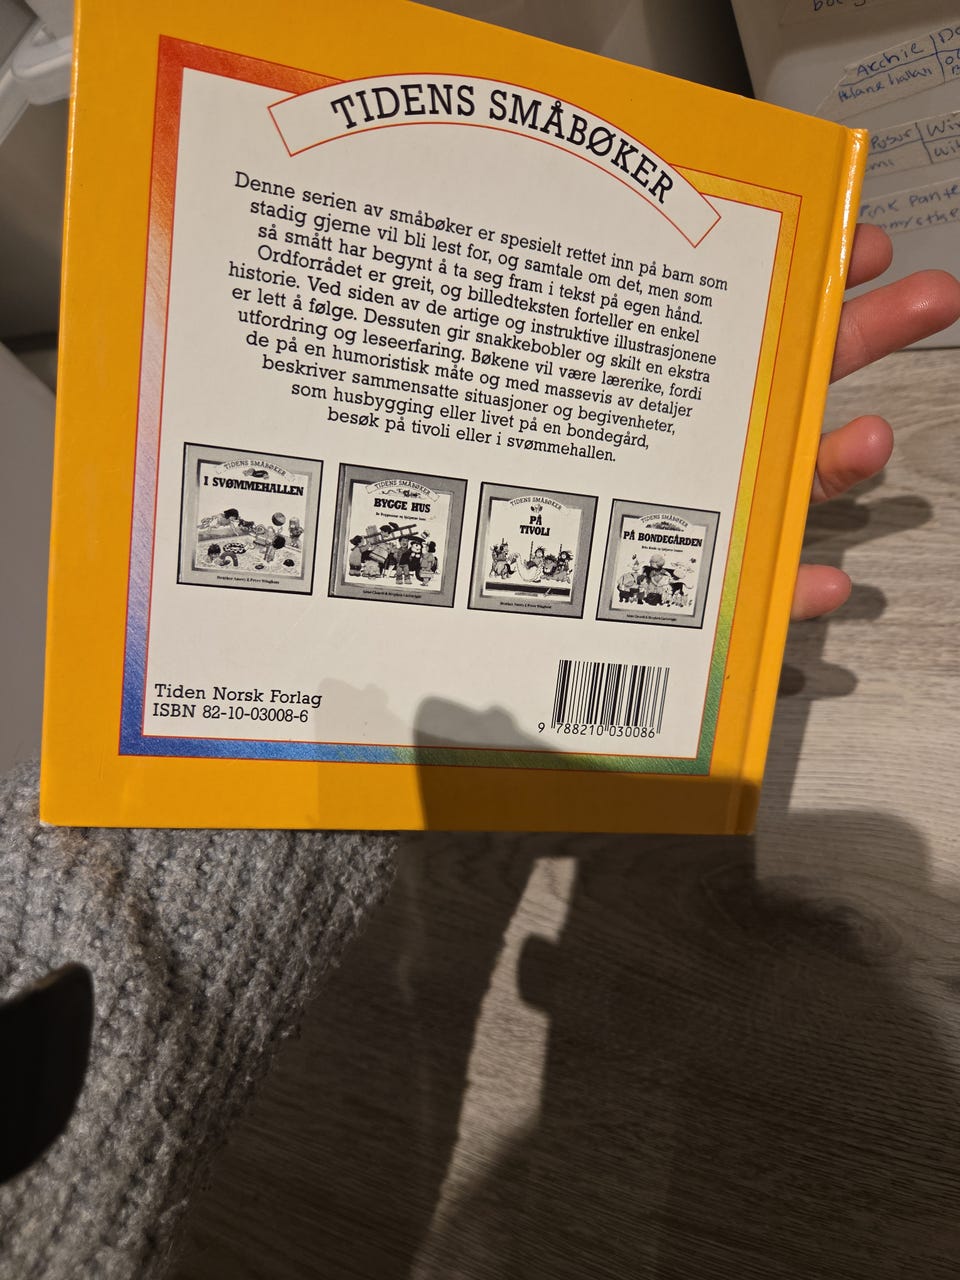 TIDENS SMÅBØKER
Denne serien av småbøker er spesielt rettet inn på barn som
stadig gjerne vil bli lest for, og samtale om det, men som
så smått har begynt å ta seg fram i tekst på egen hånd.
Ordforrådet er greit, og billedteksten forteller en enkel
historie. Ved siden av de artige og instruktive illustrasjonene
er lett å følge. Dessuten gir snakkebobler og skilt en ekstra
utfordring og leseerfaring. Bøkene vil være lærerike, fordi
de på en humoristisk måte og med massevis av detaljer
beskriver sammensatte situasjoner og begivenheter,
som husbygging eller livet på en bondegård,
besøk på tivoli eller i svømmehallen.
TIDENS SMÅBØKER
I SVØMMEHALLEN
TIDENS SMÅBØKER
BYGGE HUS
TIDENS SMÅBØKER
PÅ
TIVOLI
TIDENS SMÅBØKER
PÅ BONDEGÅRDEN
Tiden Norsk Forlag
ISBN 82-10-03008-6
9 788210 030086
Archie